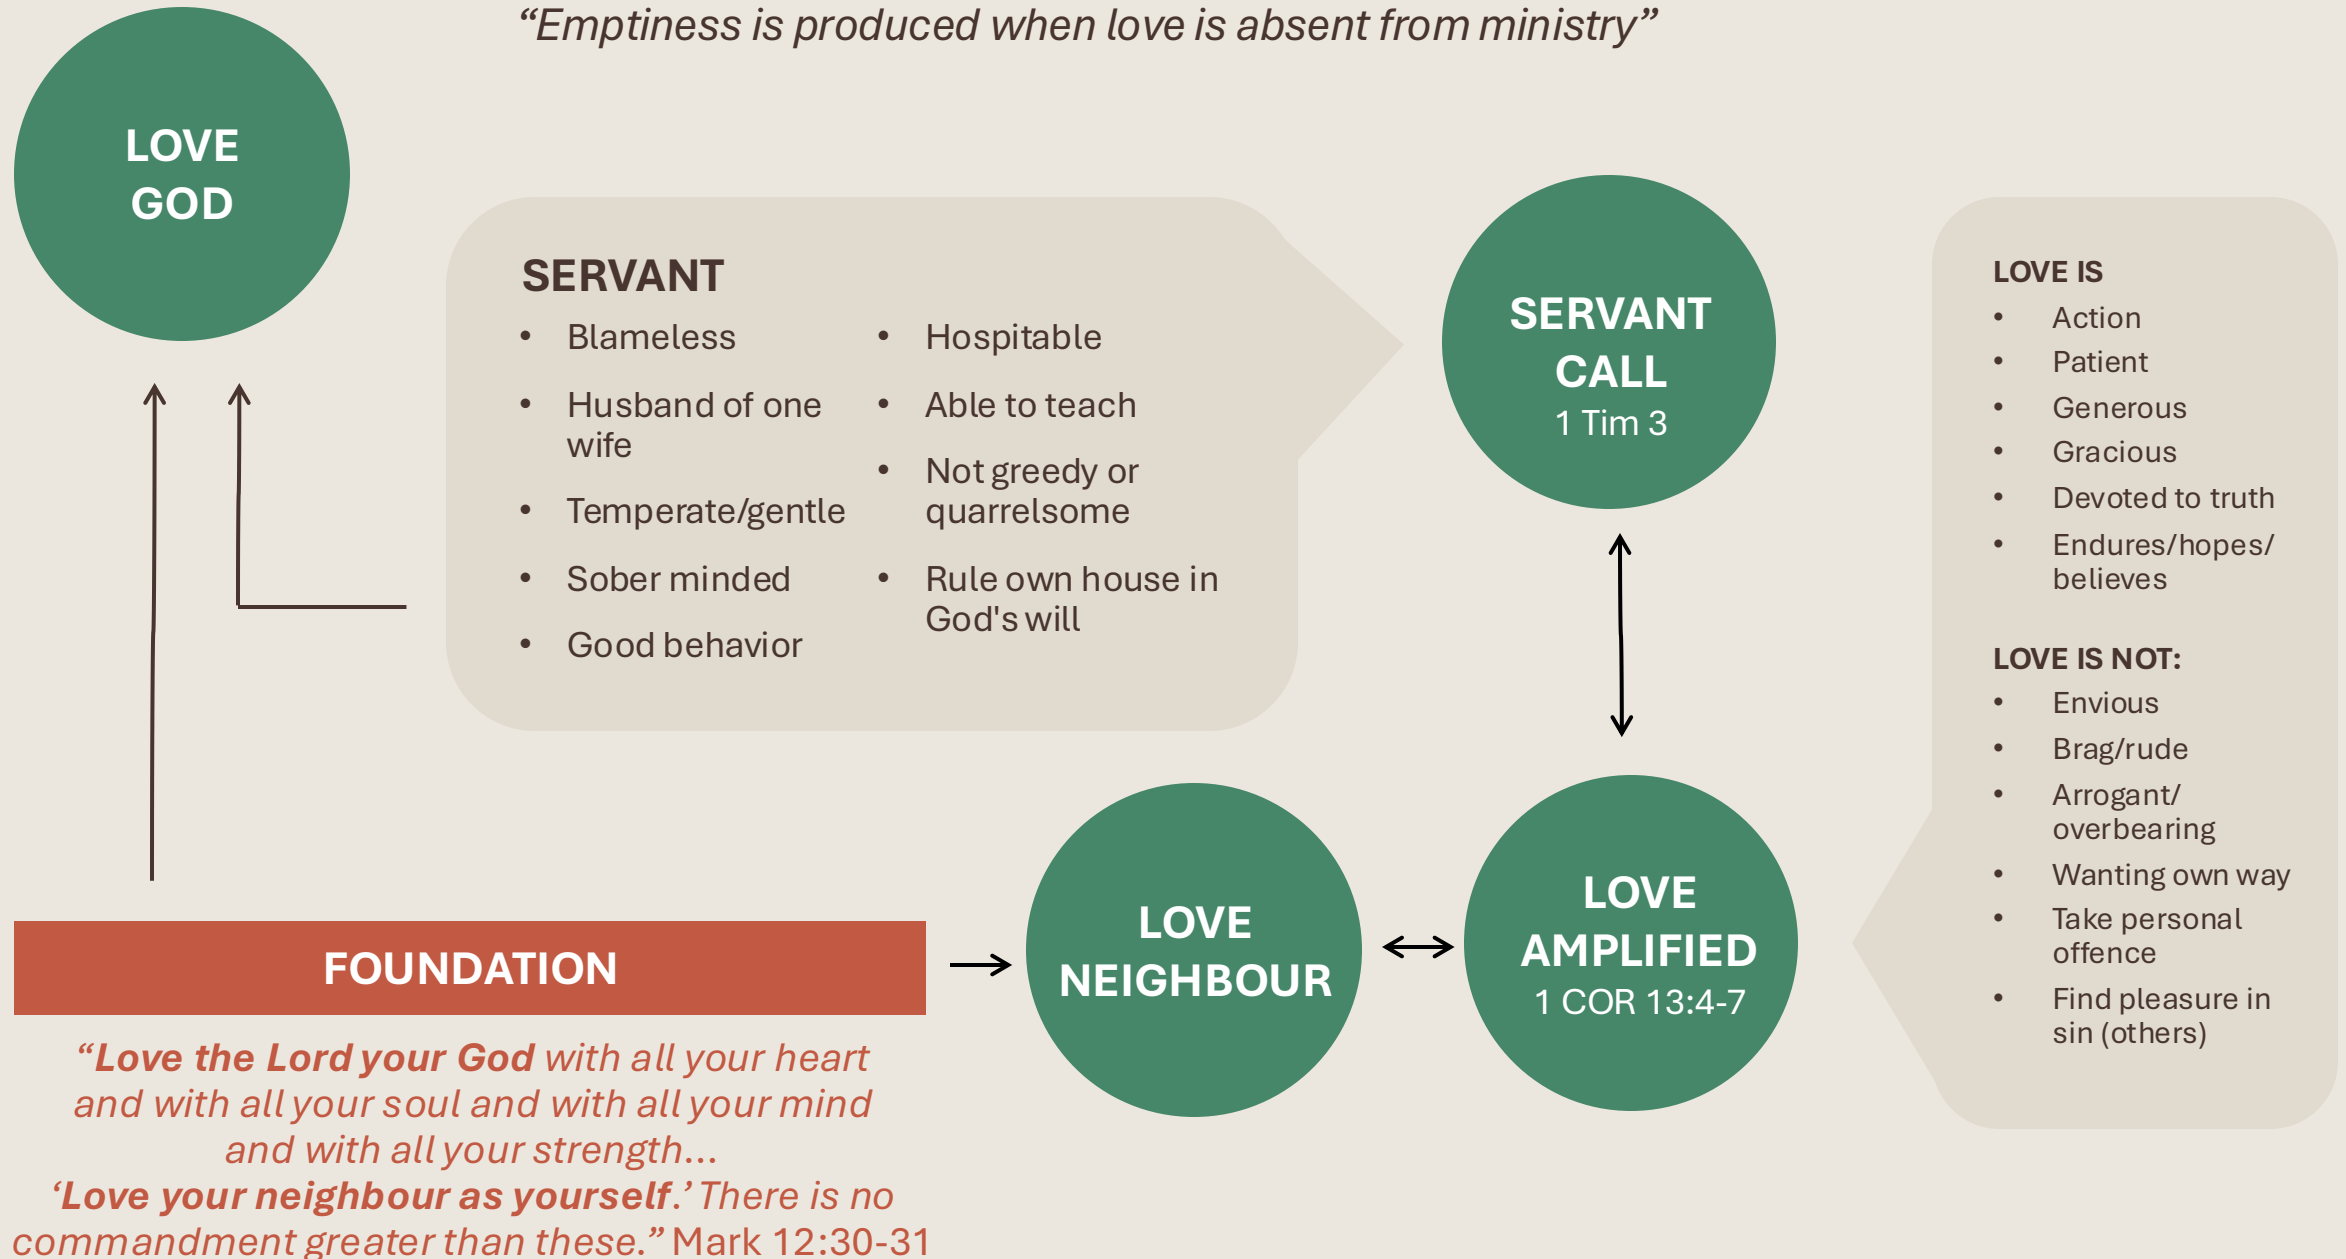 “Emptiness is produced when love is absent from ministry”
LOVE
GOD
SERVANT
• Blameless
• Husband of one
wife
• Temperate/gentle
• Sober minded
• Good behavior
• Hospitable
• Able to teach
• Not greedy or
quarrelsome
• Rule own house in
God's will
SERVANT
CALL
1 Tim 3
LOVE IS
• Action
• Patient
• Generous
• Gracious
• Devoted to truth
• Endures/hopes/
believes
LOVE IS NOT:
• Envious
• Brag/rude
• Arrogant/
overbearing
• Wanting own way
• Take personal
offence
• Find pleasure in
sin (others)
FOUNDATION
LOVE
NEIGHBOUR
LOVE
AMPLIFIED
1 COR 13:4-7
“Love the Lord your God with all your heart
and with all your soul and with all your mind
and with all your strength...
‘Love your neighbour as yourself.’ There is no
commandment greater than these.” Mark 12:30-31